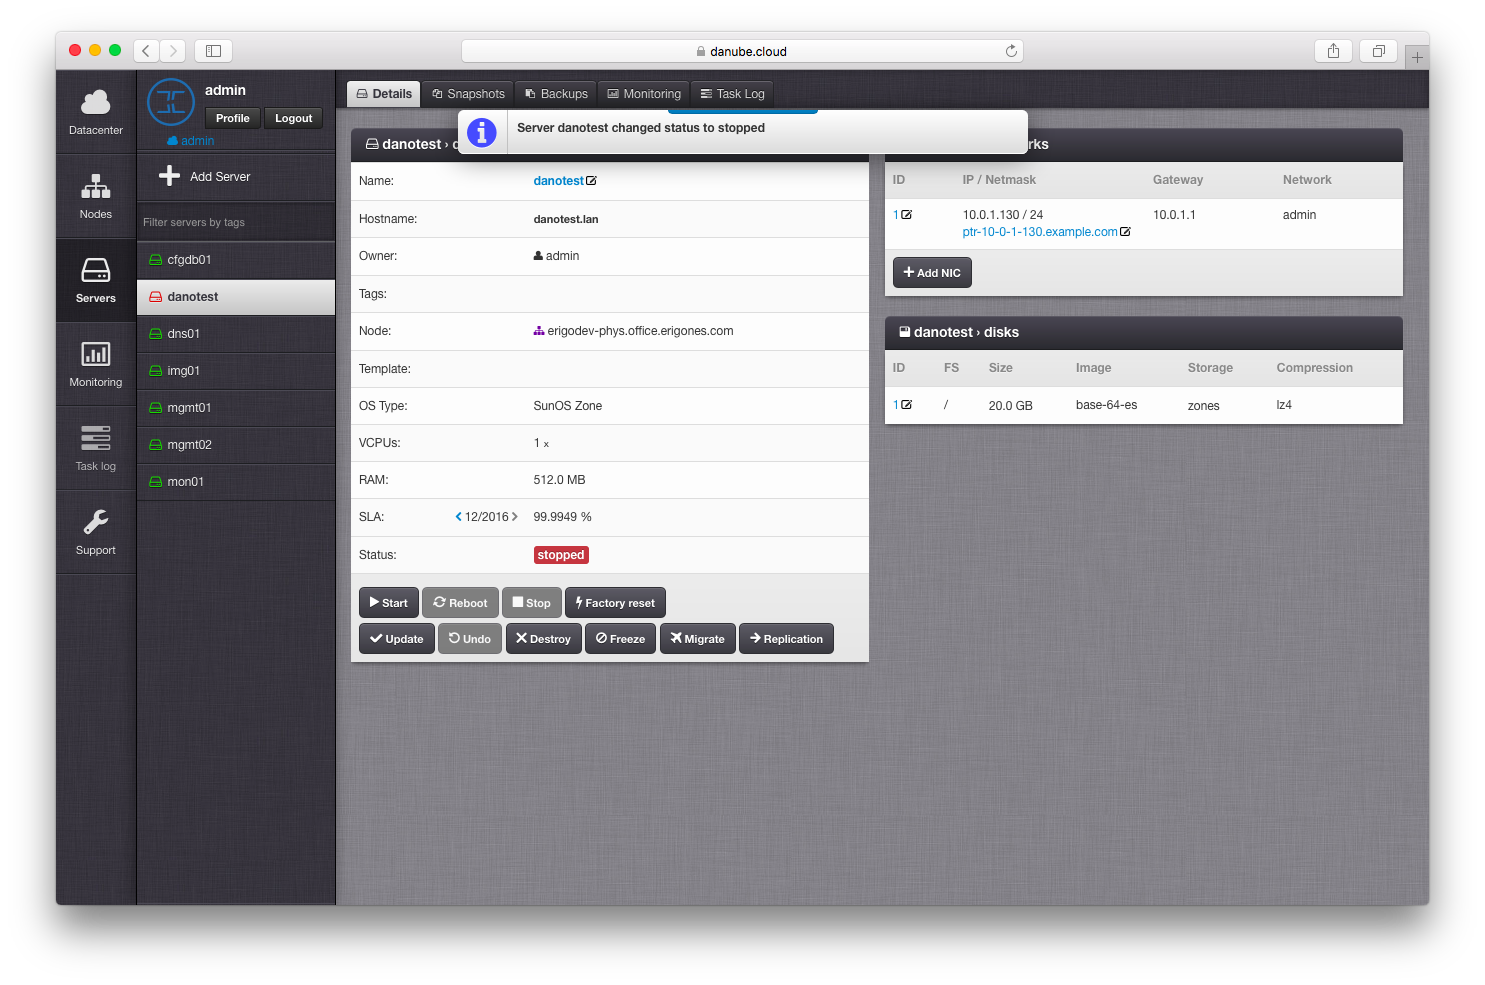 danube.cloud
Datacenter
Nodes
Servers
Monitoring
Task log
Support
admin
Profile
Logout
admin
Add Server
Filter servers by tags
cfgdb01
danotest
dns01
img01
mgmt01
mgmt02
mon01
Details
Snapshots
Backups
Monitoring
Task Log
Server danotest changed status to stopped
danotest ›
Name: danotest
Hostname: danotest.lan
Owner: admin
Tags:
Node: erigodev-phys.office.erigones.com
Template:
OS Type: SunOS Zone
VCPUs: 1 x
RAM: 512.0 MB
SLA: 12/2016 99.9949 %
Status: stopped
Start Reboot Stop Factory reset
Update Undo Destroy Freeze Migrate Replication
rks
ID IP / Netmask Gateway Network
1 10.0.1.130 / 24 10.0.1.1 admin
ptr-10-0-1-130.example.com
Add NIC
danotest › disks
ID FS Size Image Storage Compression
1 / 20.0 GB base-64-es zones lz4